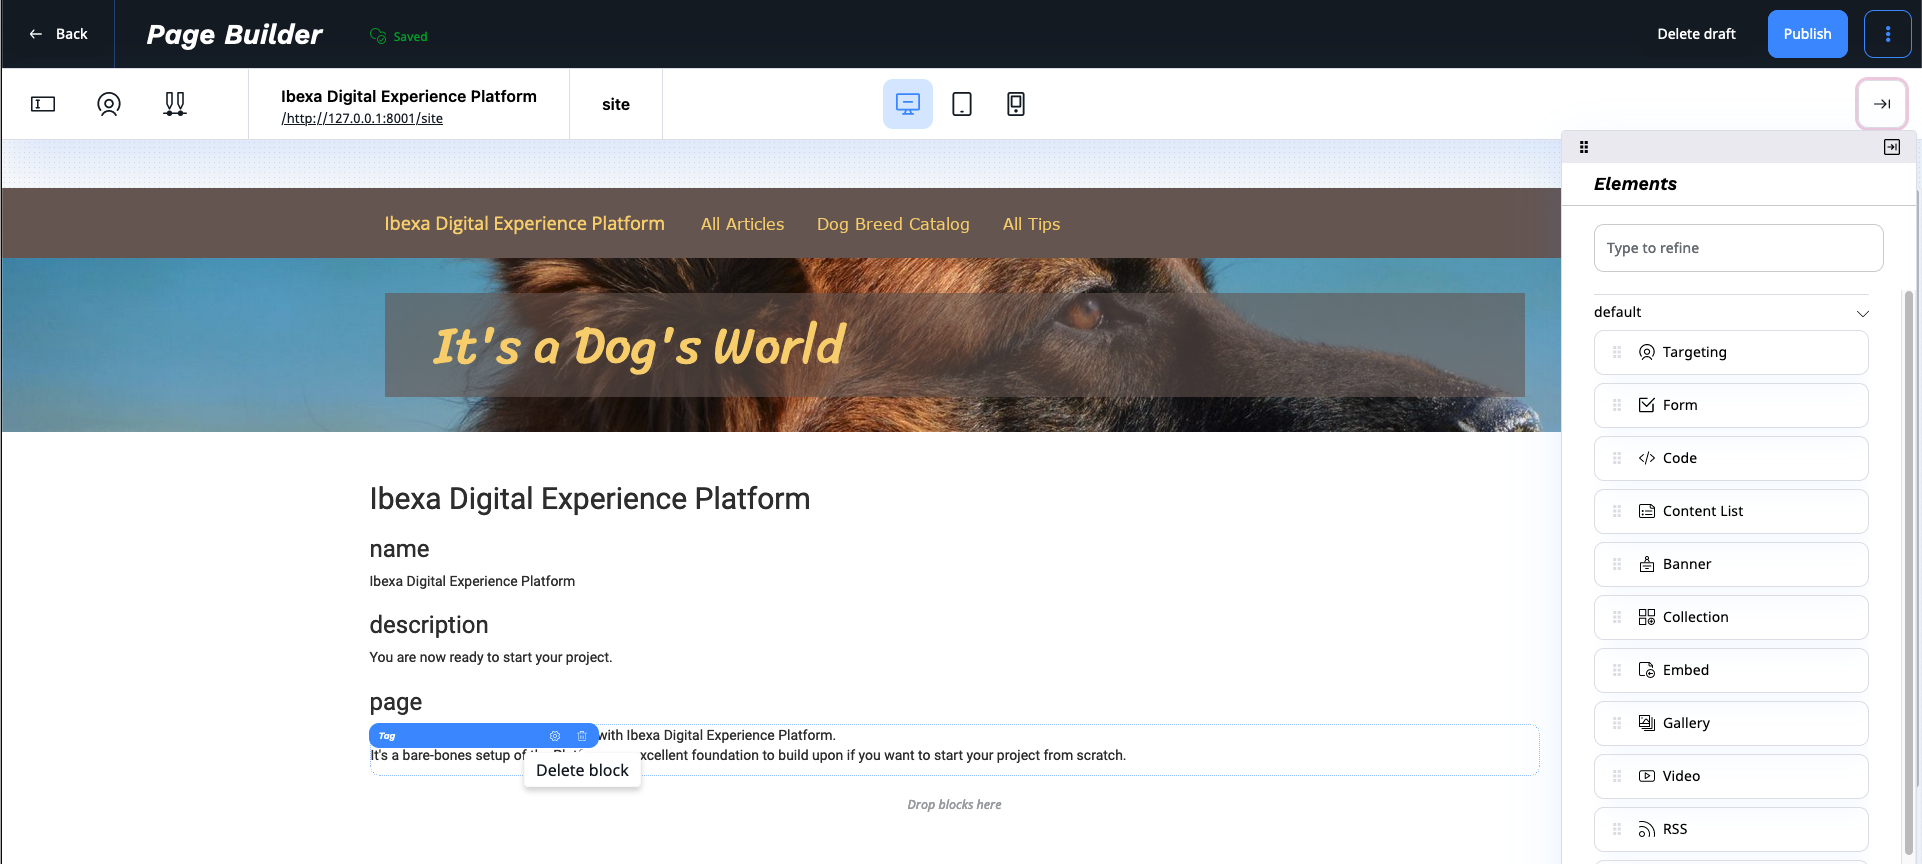 Back
Page Builder
Saved
Delete draft
Publish
Ibexa Digital Experience Platform
/http://127.0.0.1:8001/site
site
Elements
Type to refine
default
Targeting
Form
Code
Content List
Banner
Collection
Embed
Gallery
Video
RSS
Ibexa Digital Experience Platform
All Articles
Dog Breed Catalog
All Tips
It's a Dog's World
Ibexa Digital Experience Platform
name
Ibexa Digital Experience Platform
description
You are now ready to start your project.
page
Tag
with Ibexa Digital Experience Platform.
It's a bare-bones setup of excellent foundation to build upon if you want to start your project from scratch.
Delete block
Drop blocks here